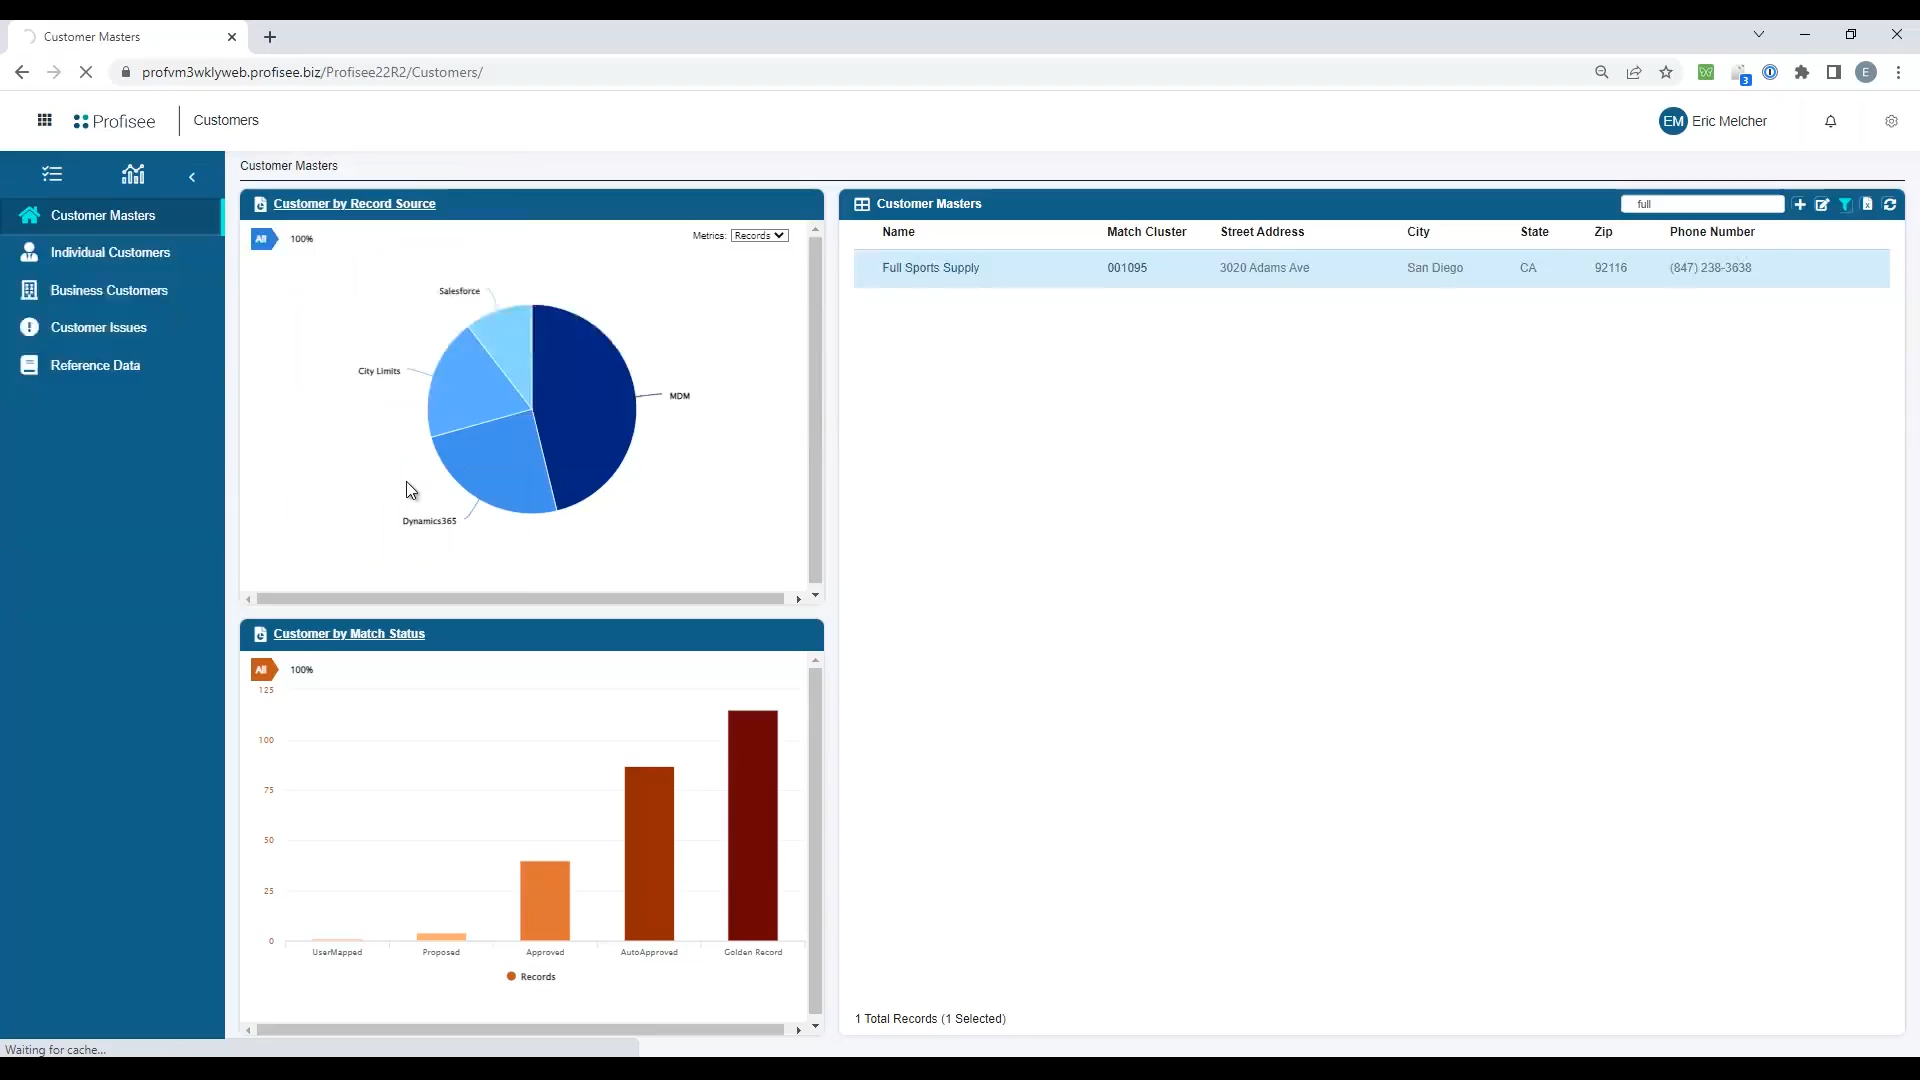 Customer Masters
profvm3wklyweb.profisee.biz/Profisee22R2/Customers/
3
E
Profisee
Customers
EM Eric Melcher
Customer Masters
Individual Customers
Business Customers
Customer Issues
Reference Data
Customer Masters
Customer by Record Source
All 100%
Metrics: Records
Salesforce
City Limits
MDM
Dynamics365
Customer by Match Status
All 100%
125
100
75
50
25
0
UserMapped Proposed Approved AutoApproved Golden Record
Records
Customer Masters
full
Name Match Cluster Street Address City State Zip Phone Number
Full Sports Supply 001095 3020 Adams Ave San Diego CA 92116 (847) 238-3638
1 Total Records (1 Selected)
Waiting for cache...